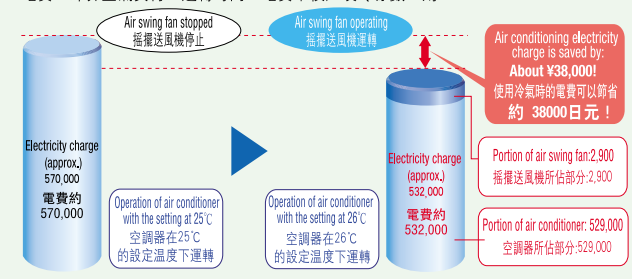 Air swing fan stopped
摇擺送風機停止
Air swing fan operating
摇擺送風機運轉
Air conditioning electricity
charge is saved by:
About ¥38,000!
使用冷氣時的電費可以節省
約 38000日元！
Electricity charge
(approx.)
570,000
電費約
570,000
Operation of air conditioner
with the setting at 25℃
空調器在25℃
的設定温度下運轉
Operation of air conditioner
with the setting at 26℃
空調器在26℃
的設定温度下運轉
Electricity charge
(approx.)
532,000
電費約
532,000
Portion of air swing fan:2,900
摇擺送風機所佔部分:2,900
Portion of air conditioner: 529,000
空調器所佔部分:529,000